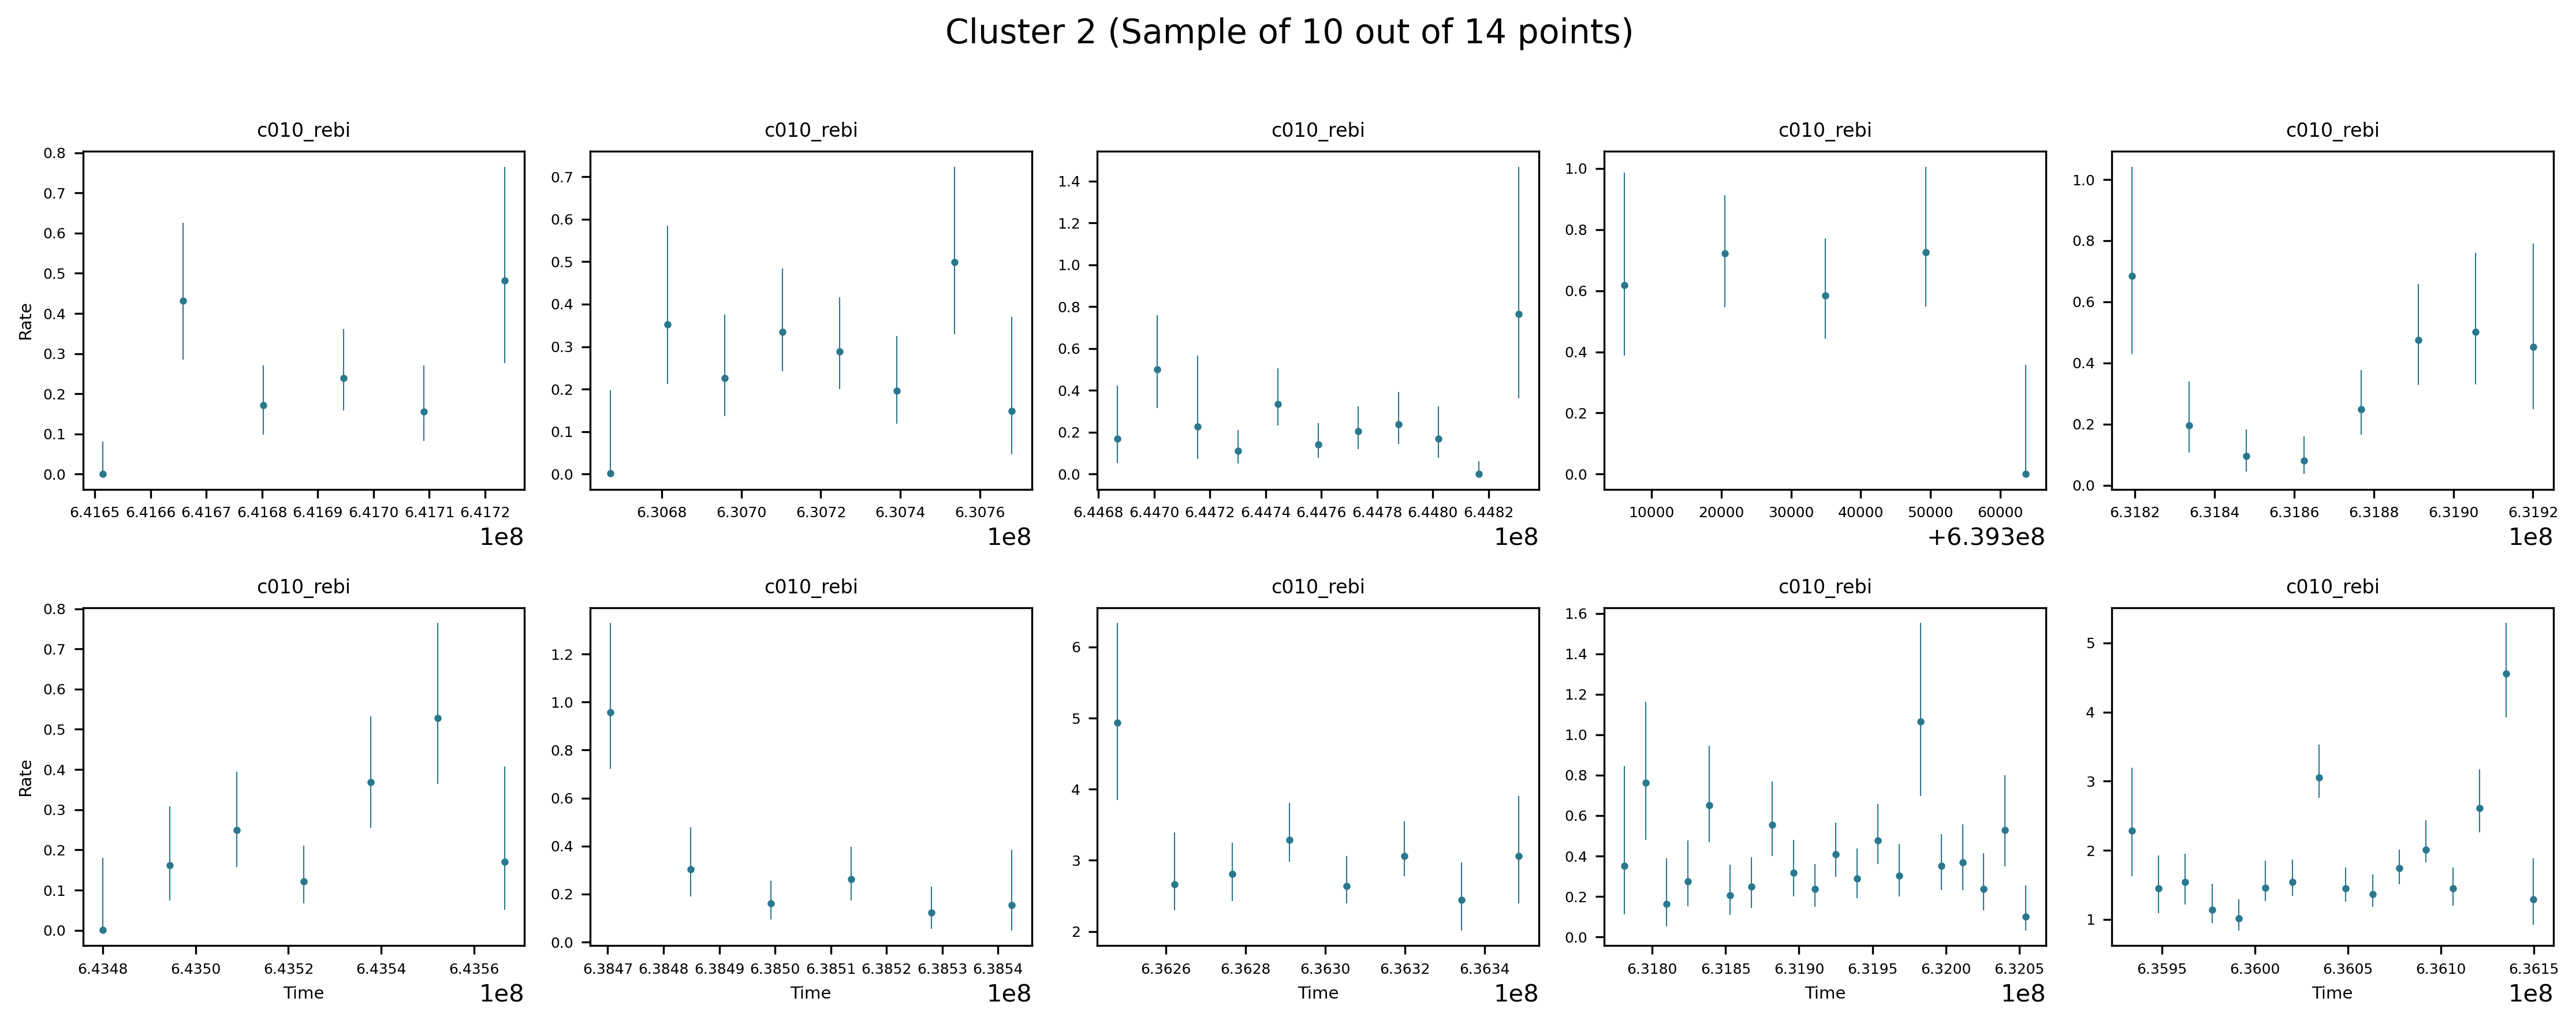 Cluster 2 (Sample of 10 out of 14 points)
c010_rebi c010_rebi c010_rebi c010_rebi c010_rebi
Rate
0.8
0.7
0.6
0.5
0.4
0.3
0.2
0.1
0.0
6.4165 6.4166 6.4167 6.4168 6.4169 6.4170 6.4171 6.4172
1e8
0.7
0.6
0.5
0.4
0.3
0.2
0.1
0.0
6.3068 6.3070 6.3072 6.3074 6.3076
1e8
1.4
1.2
1.0
0.8
0.6
0.4
0.2
0.0
6.4468 6.4470 6.4472 6.4474 6.4476 6.4478 6.4480 6.4482
1e8
1.0
0.8
0.6
0.4
0.2
0.0
10000 20000 30000 40000 50000 60000
+6.393e8
1.0
0.8
0.6
0.4
0.2
0.0
6.3182 6.3184 6.3186 6.3188 6.3190 6.3192
1e8
c010_rebi c010_rebi c010_rebi c010_rebi c010_rebi
Rate
0.8
0.7
0.6
0.5
0.4
0.3
0.2
0.1
0.0
6.4348 6.4350 6.4352 6.4354 6.4356
Time
1e8
1.2
1.0
0.8
0.6
0.4
0.2
0.0
6.3847 6.3848 6.3849 6.3850 6.3851 6.3852 6.3853 6.3854
Time
1e8
6
5
4
3
2
6.3626 6.3628 6.3630 6.3632 6.3634
Time
1e8
1.6
1.4
1.2
1.0
0.8
0.6
0.4
0.2
0.0
6.3180 6.3185 6.3190 6.3195 6.3200 6.3205
Time
1e8
5
4
3
2
1
6.3595 6.3600 6.3605 6.3610 6.3615
Time
1e8